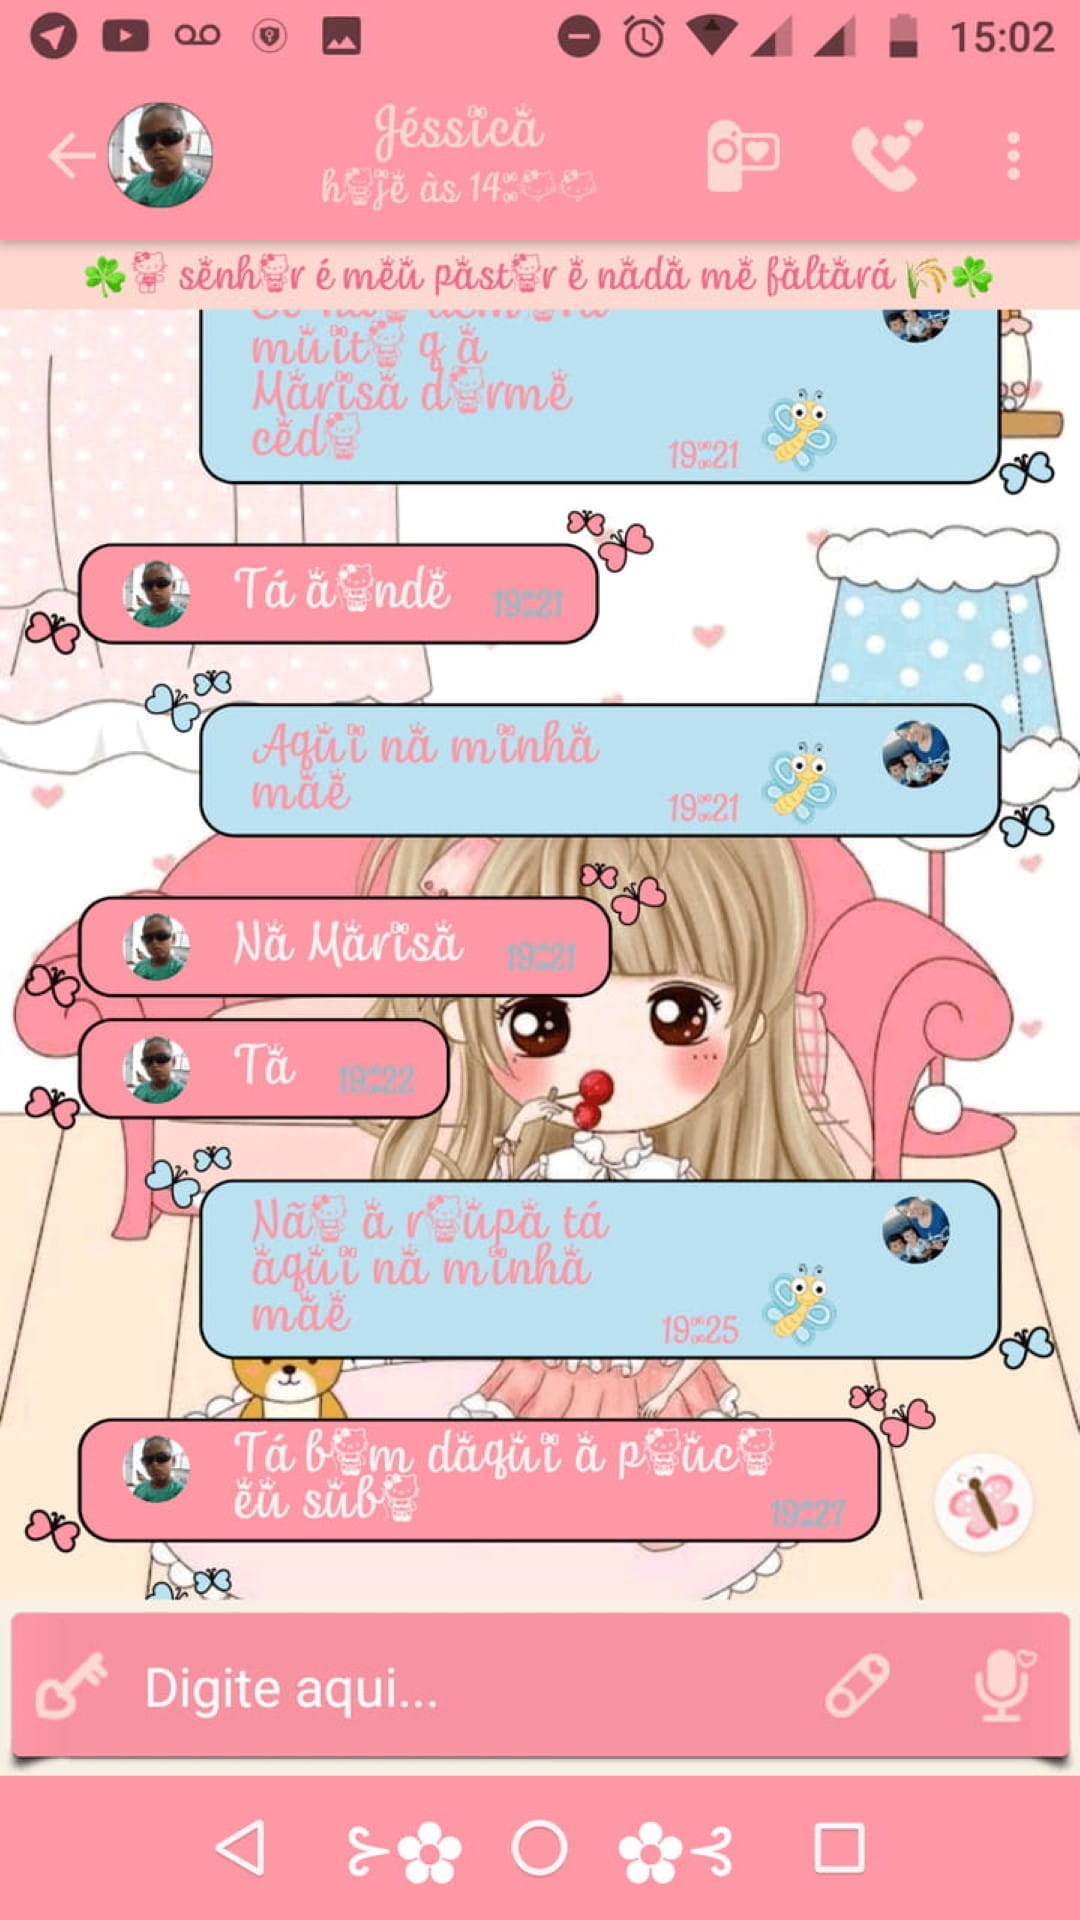 15:02
Jéssica
hoje às 14:
☘️O senhor é meu pastor e nada me faltará🌾☘️
muito q a
Marisa dorme
cedo
19:21
Tá aonde
19:21
Aqui na minha
mãe
19:21
Na Marisa
19:21
Ta
19:22
Não a roupa tá
aqui na minha
mãe
19:25
Tá bom daqui a pouco
eu subo
19:27
Digite aqui...